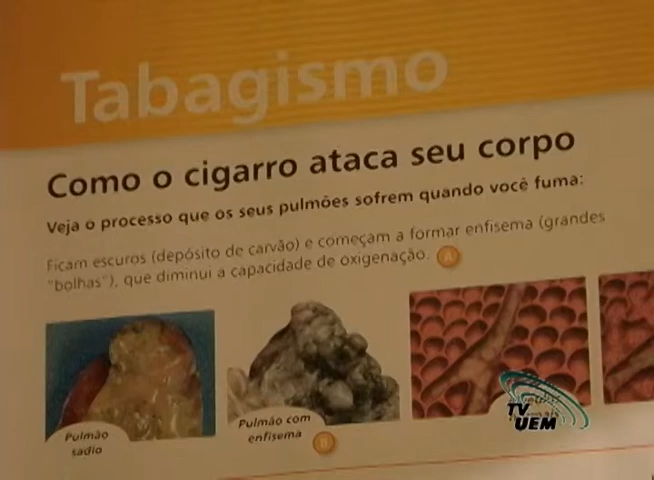 Tabagismo
Como o cigarro ataca seu corpo
Veja o processo que os seus pulmões sofrem quando você fuma:
Ficam escuros (depósito de carvão) e começam a formar enfisema (grandes
"bolhas"), que diminui a capacidade de oxigenação. A
Pulmão
sadio
Pulmão com
enfisema B
TV
UEM